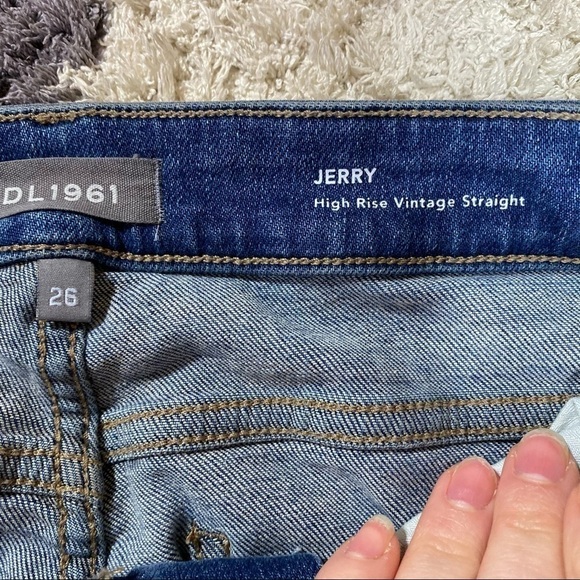 DL1961
JERRY
High Rise Vintage Straight
26